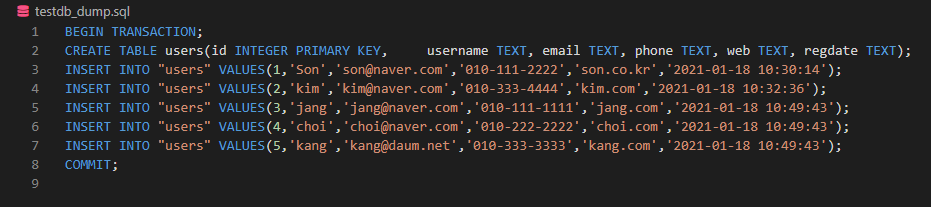 testdb_dump.sql
1 BEGIN TRANSACTION;
2 CREATE TABLE users(id INTEGER PRIMARY KEY,     username TEXT, email TEXT, phone TEXT, web TEXT, regdate TEXT);
3 INSERT INTO "users" VALUES(1,'Son','son@naver.com','010-111-2222','son.co.kr','2021-01-18 10:30:14');
4 INSERT INTO "users" VALUES(2,'kim','kim@naver.com','010-333-4444','kim.com','2021-01-18 10:32:36');
5 INSERT INTO "users" VALUES(3,'jang','jang@naver.com','010-111-1111','jang.com','2021-01-18 10:49:43');
6 INSERT INTO "users" VALUES(4,'choi','choi@naver.com','010-222-2222','choi.com','2021-01-18 10:49:43');
7 INSERT INTO "users" VALUES(5,'kang','kang@daum.net','010-333-3333','kang.com','2021-01-18 10:49:43');
8 COMMIT;
9